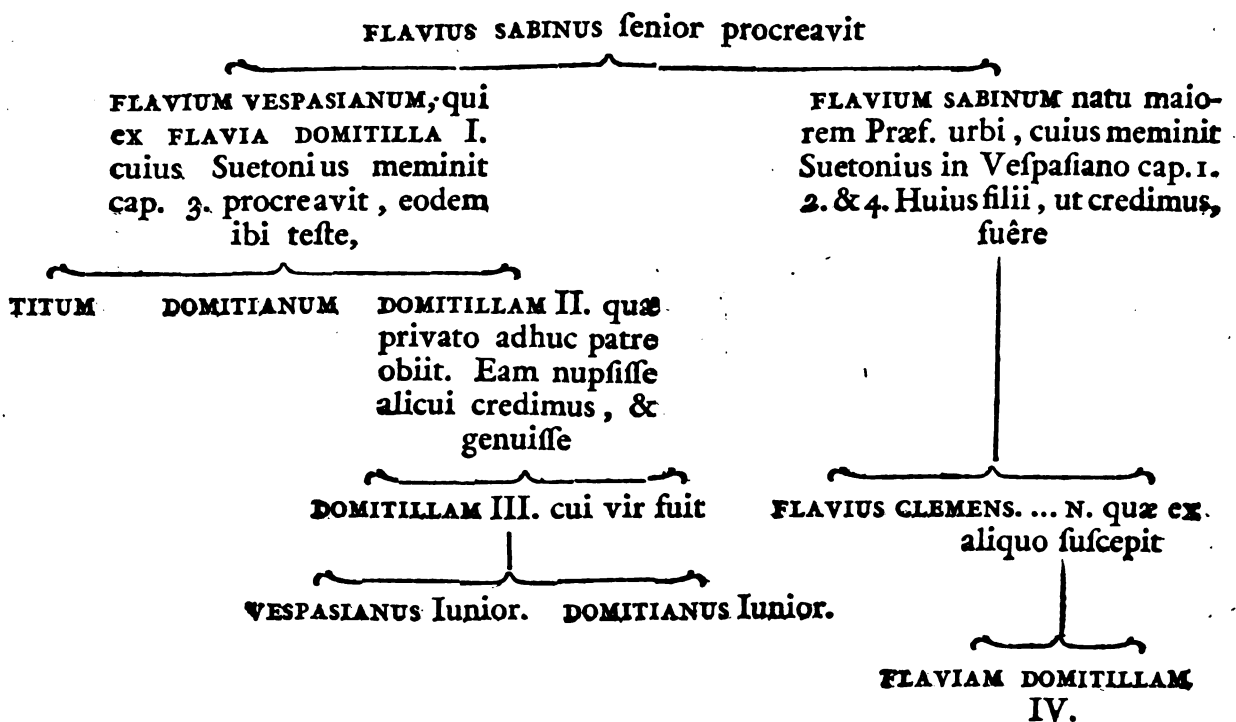 FLAVIUS SABINUS ſenior procreavit
FLAVIUM VESPASIANUM, qui
ex FLAVIA DOMITILLA I.
cuius Suetonius meminit
cap. 3. procreavit, eodem
ibi teſte,
FLAVIUM SABINUM natu maio-
rem Præf. urbi, cuius meminit
Suetonius in Veſpaſiano cap. 1.
2. & 4. Huius filii, ut credimus,
fuêre
TITUM DOMITIANUM DOMITILLAM II. quæ
privato adhuc patre
obiit. Eam nupſiſſe
alicui credimus, &
genuiſſe
DOMITILLAM III. cui vir fuit FLAVIUS CLEMENS. ... N. quæ ex
aliquo ſuſcepit
VESPASIANUS Iunior. DOMITIANUS Iunior.
FLAVIAM DOMITILLAM
IV.